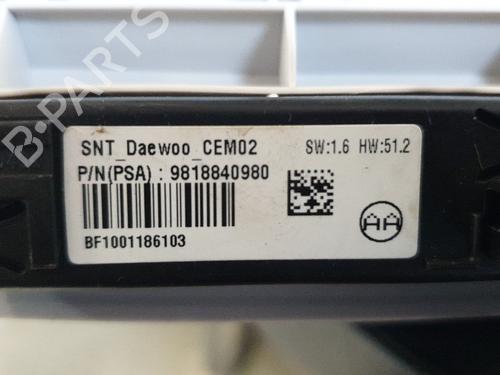 SNT_Daewoo_CEM02 SW:1.6 HW:51.2
P/N(PSA) : 9818840980
BF1001186103
AA
B-PARTS